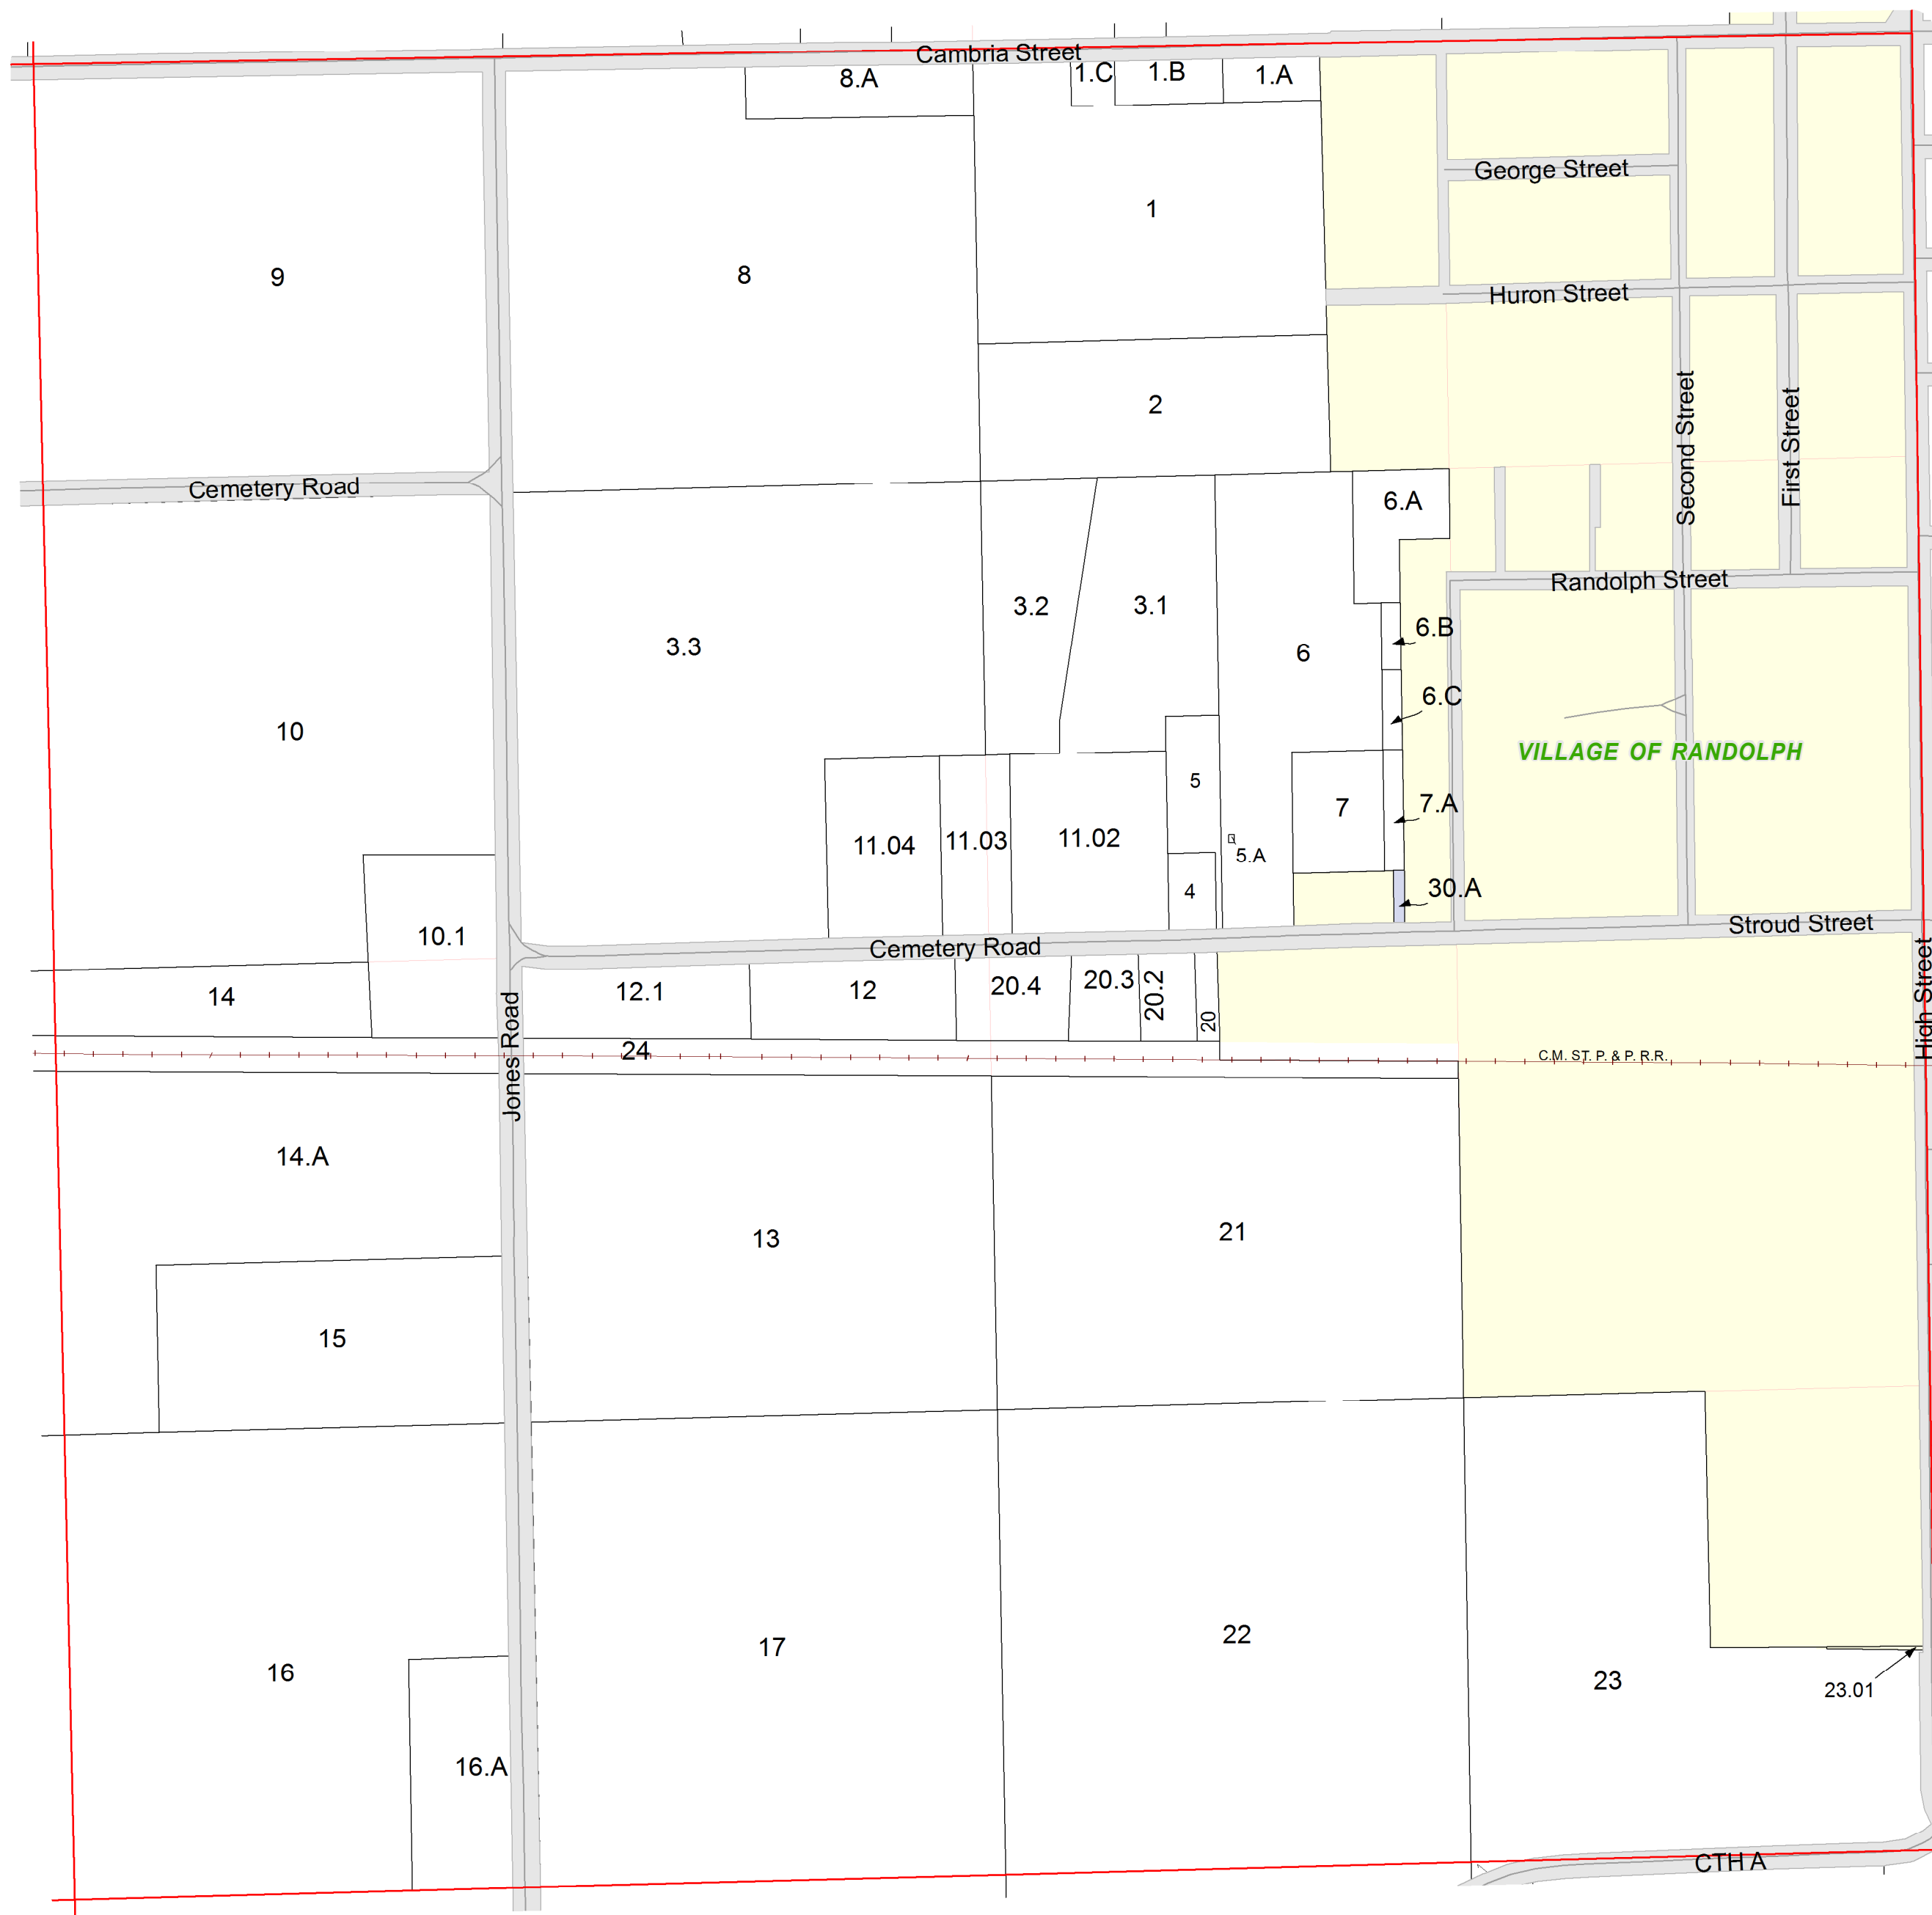 Cambria Street
8.A
1.C
1.B
1.A
George Street
1
9
8
Huron Street
2
Second Street
First Street
Cemetery Road
6.A
Randolph Street
3.2
3.1
6.B
3.3
6
6.C
10
VILLAGE OF RANDOLPH
5
7
7.A
11.04
11.03
11.02
5.A
4
30.A
10.1
Cemetery Road
Stroud Street
High Street
14
12.1
12
20.4
20.3
20.2
20
Jones Road
24
C.M. ST. P. & P. R.R.
14.A
13
21
15
16
17
22
23
23.01
16.A
CTH A